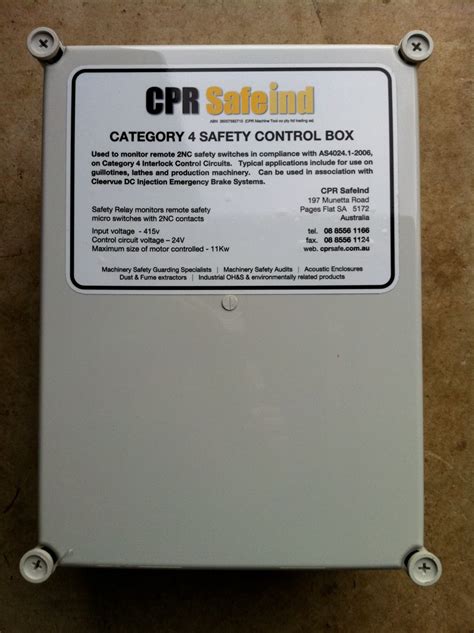 CPR Safeind
CATEGORY 4 SAFETY CONTROL BOX
Used to monitor remote 2NC safety switches in compliance with AS4024.1-2006,
on Category 4 Interlock Control Circuits. Typical applications include for use on
guillotines, lathes and production machinery. Can be used in association with
Cleervue DC Injection Emergency Brake Systems.
CPR SafeInd
197 Munetta Road
Pages Flat SA 5172
Australia
Safety Relay monitors remote safety
micro switches with 2NC contacts
Input voltage - 415v
Control circuit voltage – 24V
Maximum size of motor controlled - 11Kw
tel. 08 8556 1166
fax. 08 8556 1124
web. cprsafe.com.au
Machinery Safety Guarding Specialists | Machinery Safety Audits | Acoustic Enclosures
Dust & Fume extractors | Industrial OH&S & environmentally related products